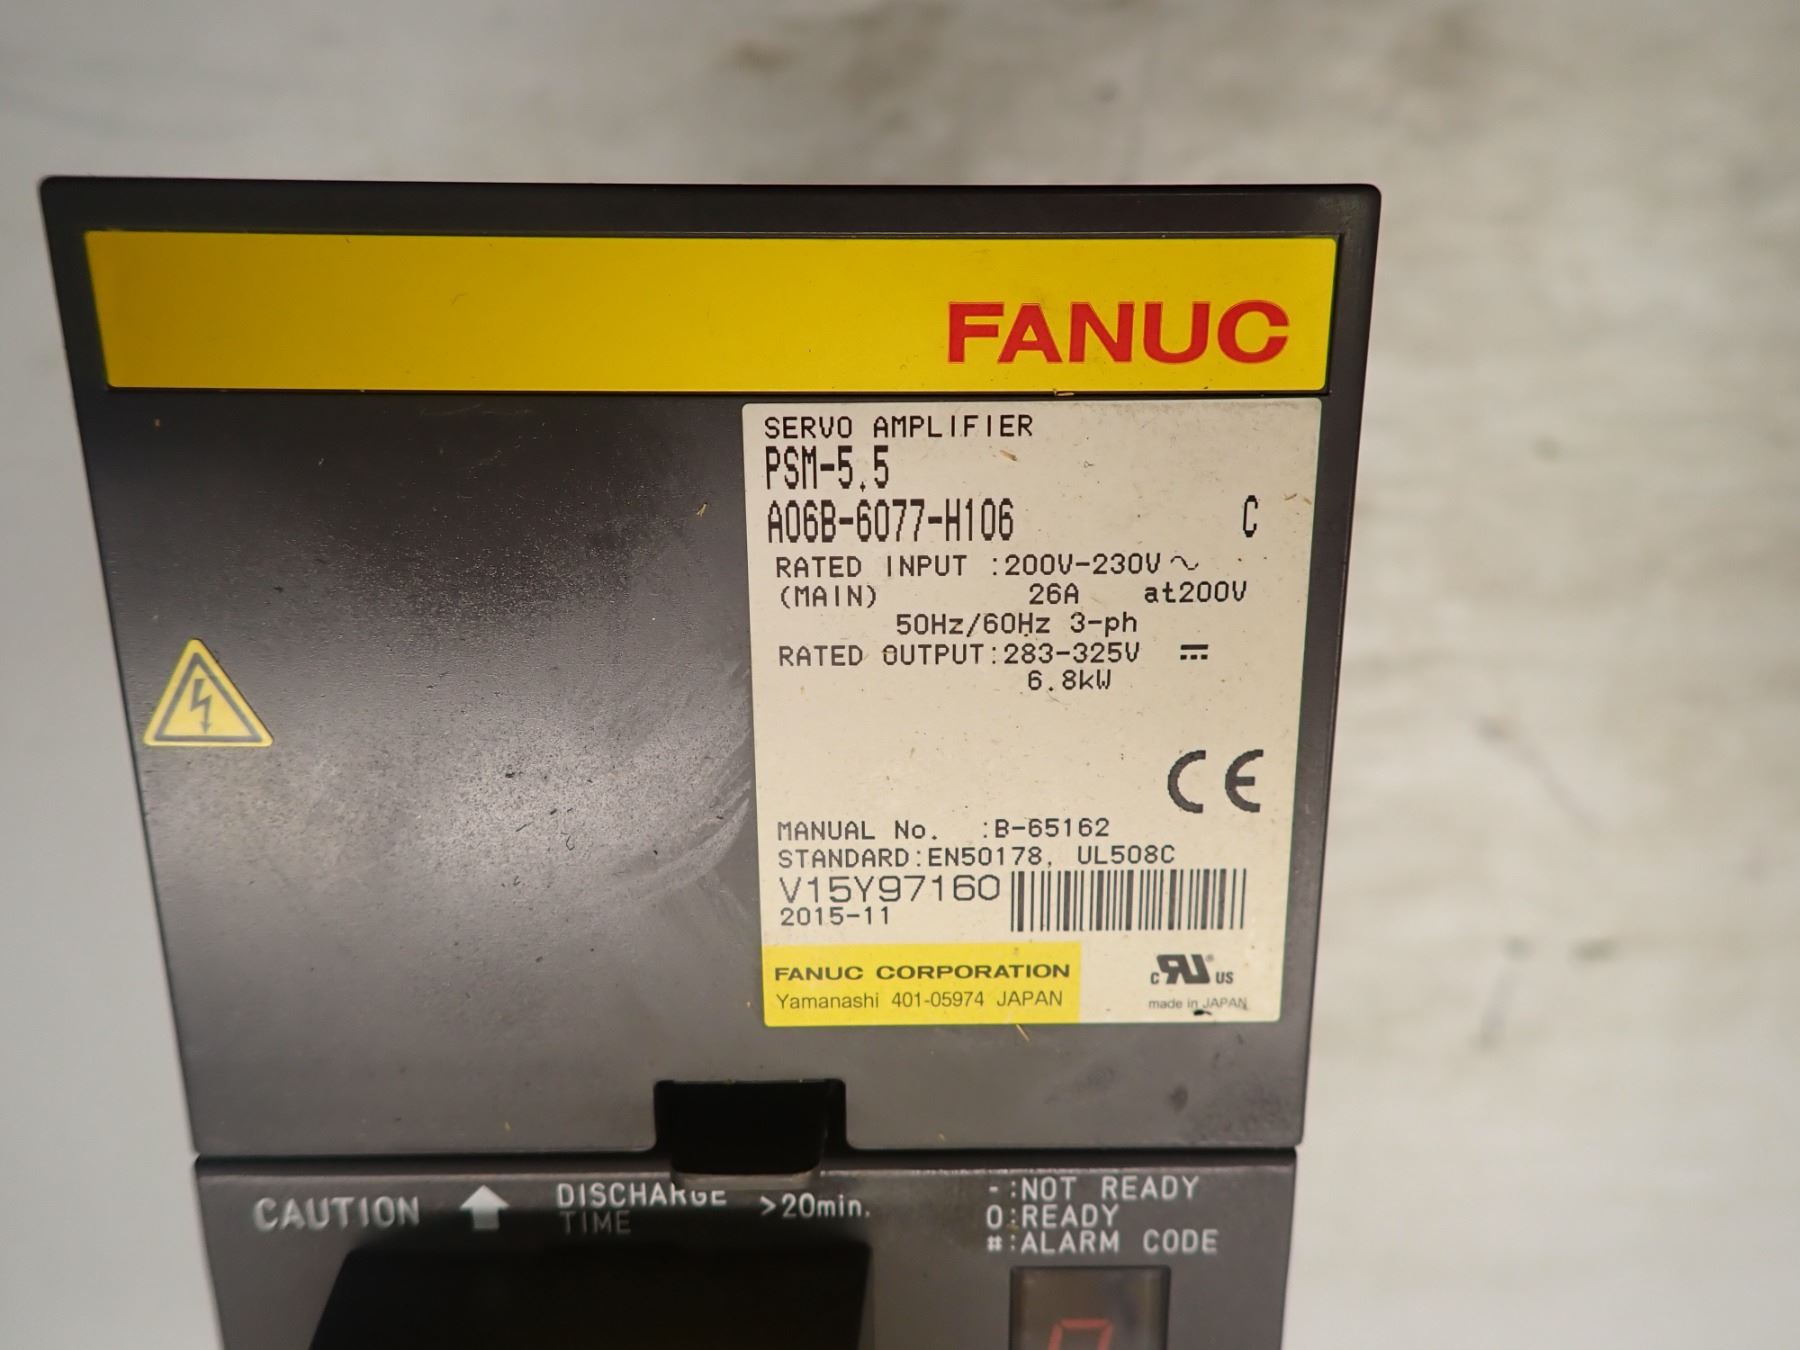 FANUC
SERVO AMPLIFIER
PSM-5.5
A06B-6077-H106 C
RATED INPUT :200V-230V～
(MAIN) 26A at200V
50Hz/60Hz 3-ph
RATED OUTPUT:283-325V ⎓
6.8kW
CE
MANUAL No. :B-65162
STANDARD:EN50178, UL508C
V15Y97160
2015-11
FANUC CORPORATION
Yamanashi 401-05974 JAPAN
c RU® US
made in JAPAN
CAUTION DISCHARGE TIME >20min.
-:NOT READY
0:READY
#:ALARM CODE